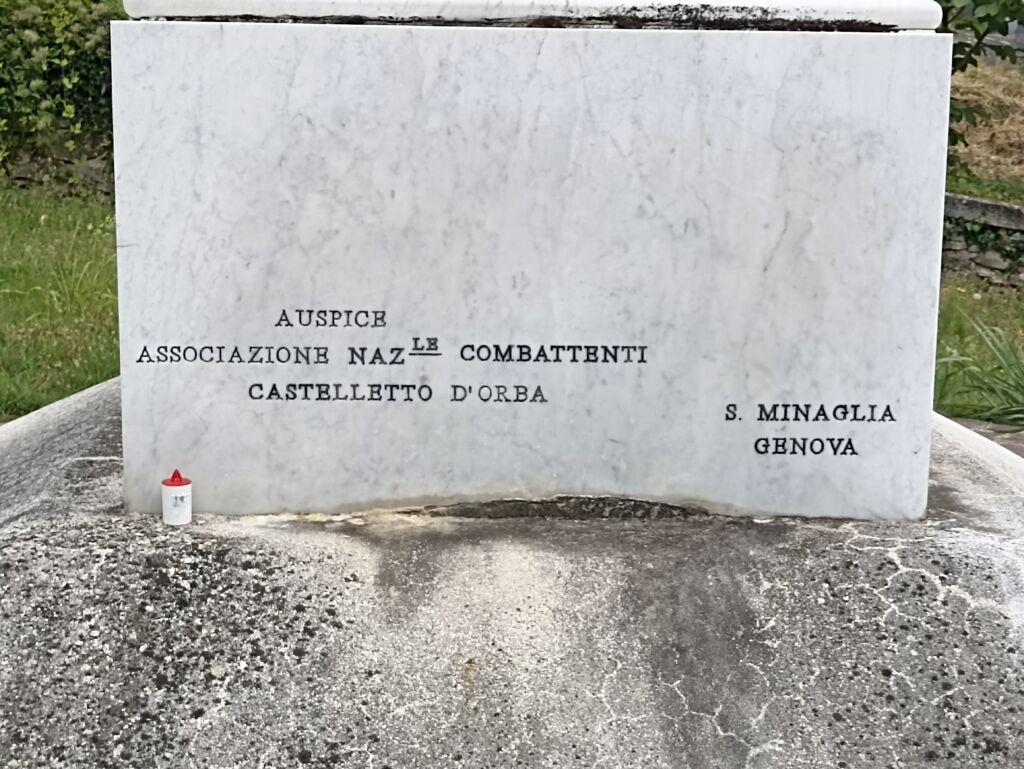 AUSPICE
ASSOCIAZIONE NAZLE COMBATTENTI
CASTELLETTO D'ORBA
S. MINAGLIA
GENOVA